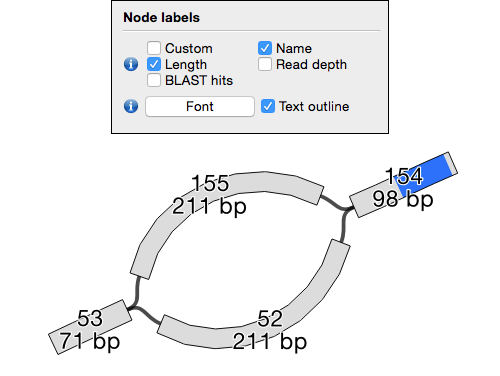 Node labels
Custom
Name
Length
Read depth
BLAST hits
Font
Text outline
154
98 bp
155
211 bp
53
71 bp
52
211 bp